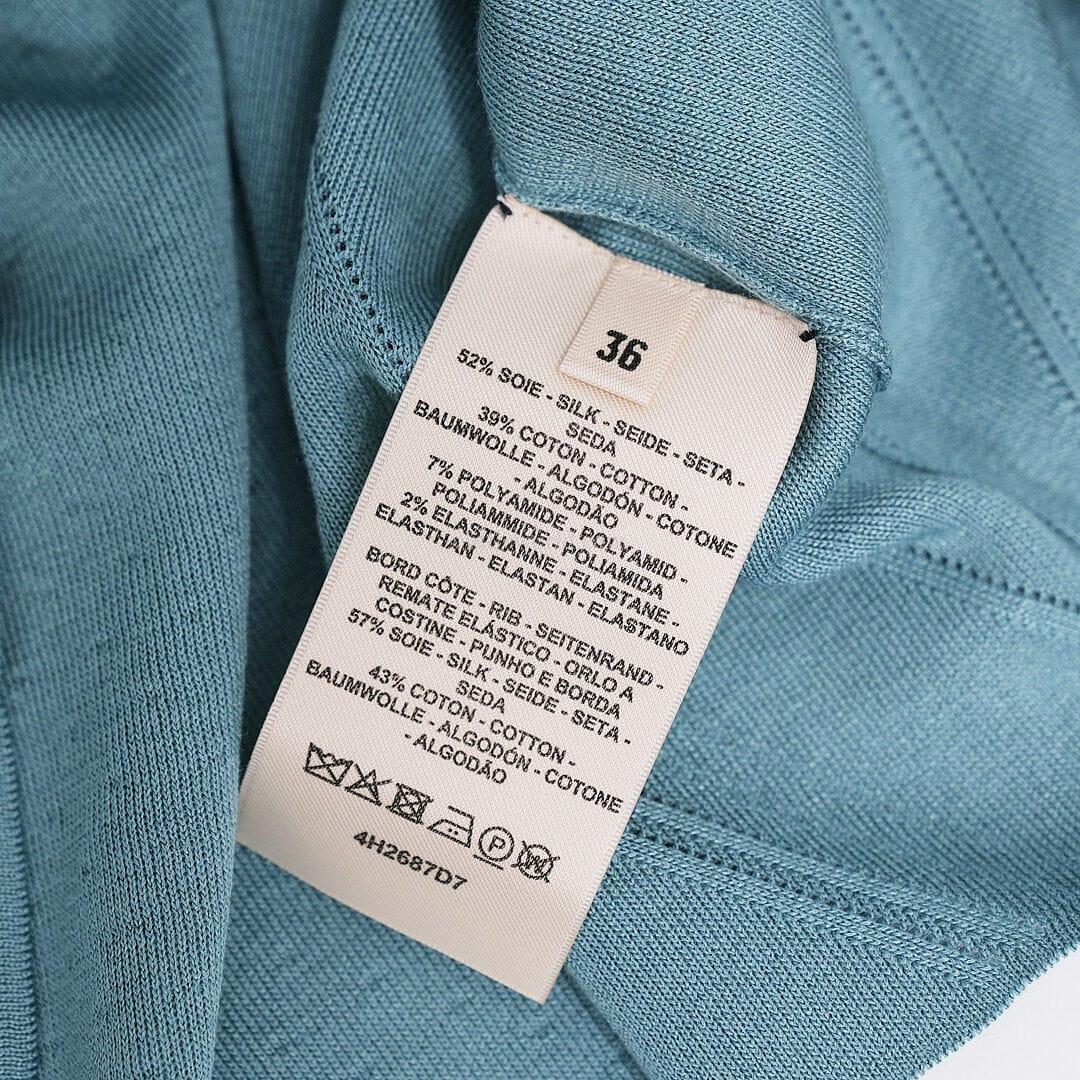 36
52% SOIE - SILK - SEIDE - SETA -
SEDA
39% COTON - COTTON -
BAUMWOLLE - ALGODÓN - COTONE
- ALGODÃO
7% POLYAMIDE - POLYAMID -
POLIAMMIDE - POLIAMIDA
2% ELASTHANNE - ELASTANE -
ELASTHAN - ELASTAN - ELASTANO
BORD CÔTE - RIB - SEITENRAND -
REMATE ELÁSTICO - ORLO A
COSTINE - PUNHO E BORDA
57% SOIE - SILK - SEIDE - SETA -
SEDA
43% COTON - COTTON -
BAUMWOLLE - ALGODÓN - COTONE
- ALGODÃO
P W
4H2687D7